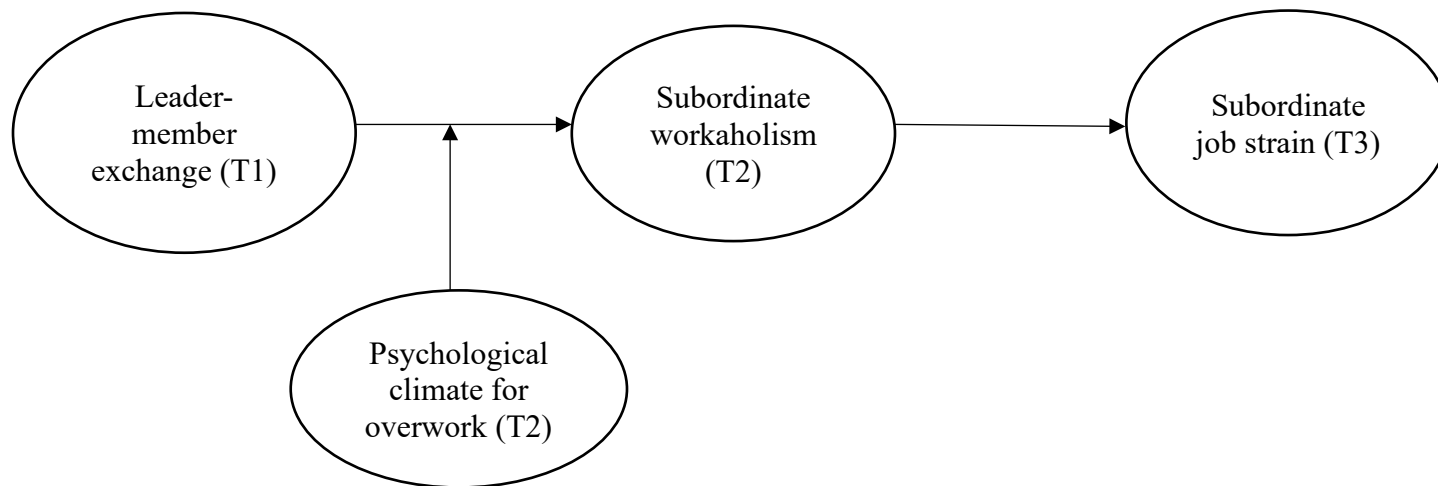 Leader-
member
exchange (T1)
Subordinate
workaholism
(T2)
Subordinate
job strain (T3)
Psychological
climate for
overwork (T2)